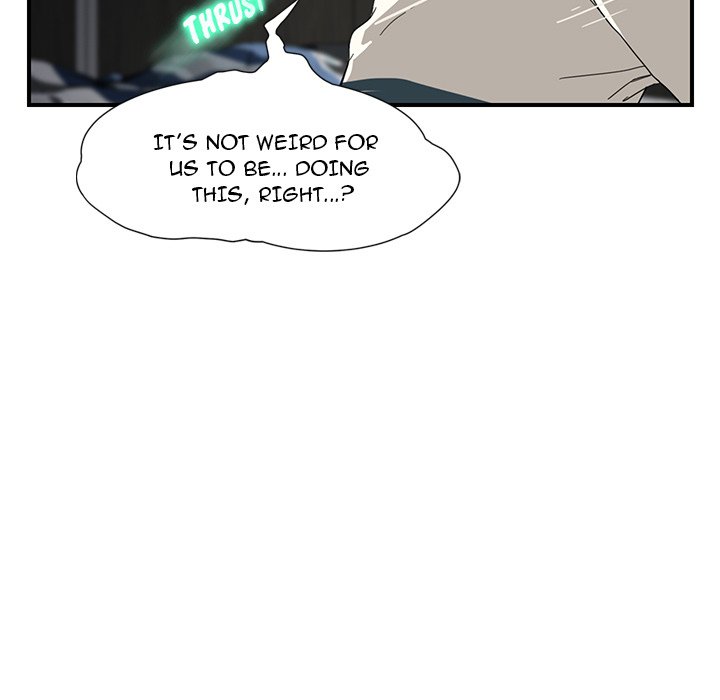 THRUST
IT'S NOT WEIRD FOR
US TO BE... DOING
THIS, RIGHT...?